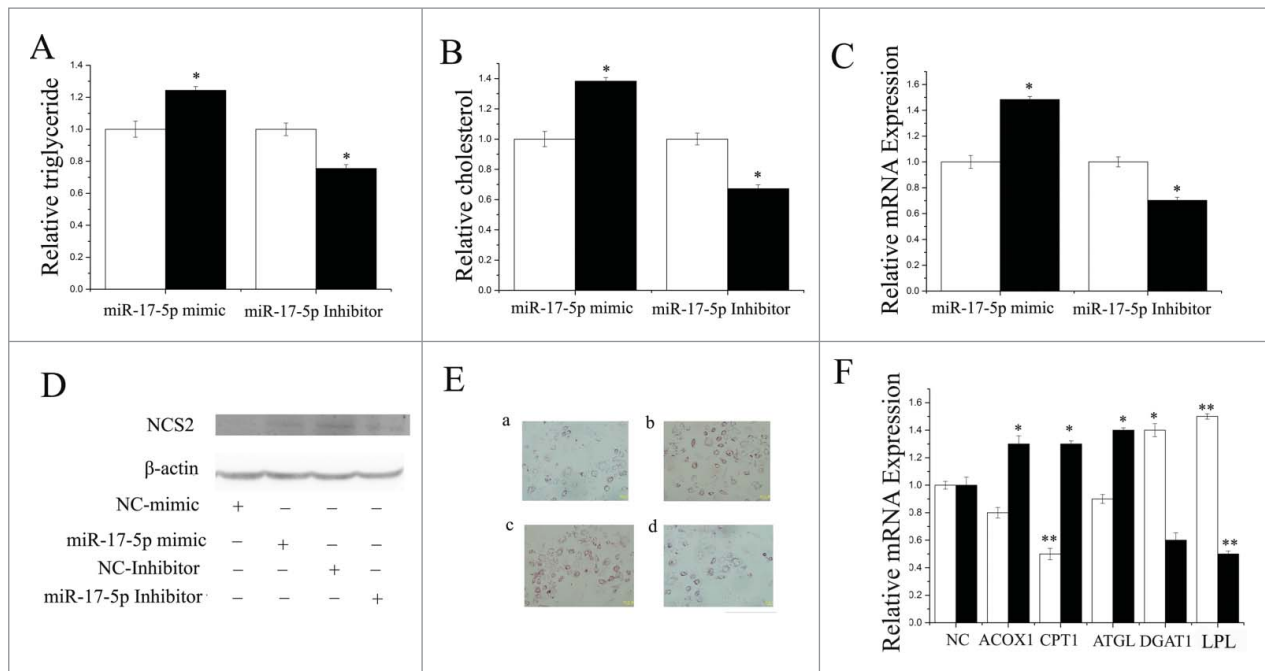 A
Relative triglyceride
1.4
1.2
1.0
0.8
0.6
0.4
0.2
0.0
*
*
miR-17-5p mimic miR-17-5p Inhibitor
B
Relative cholesterol
1.4
1.2
1.0
0.8
0.6
0.4
0.2
0.0
*
*
miR-17-5p mimic miR-17-5p Inhibitor
C
Relative mRNA Expression
1.6
1.4
1.2
1.0
0.8
0.6
0.4
0.2
0.0
*
*
miR-17-5p mimic miR-17-5p Inhibitor
D
NCS2
β-actin
NC-mimic + − − −
miR-17-5p mimic − + − −
NC-Inhibitor − − + −
miR-17-5p Inhibitor − − − +
E
a
b
c
d
F
Relative mRNA Expression
1.6
1.4
1.2
1.0
0.8
0.6
0.4
0.2
0.0
*
**
*
*
*
**
**
NC ACOX1 CPT1 ATGL DGAT1 LPL